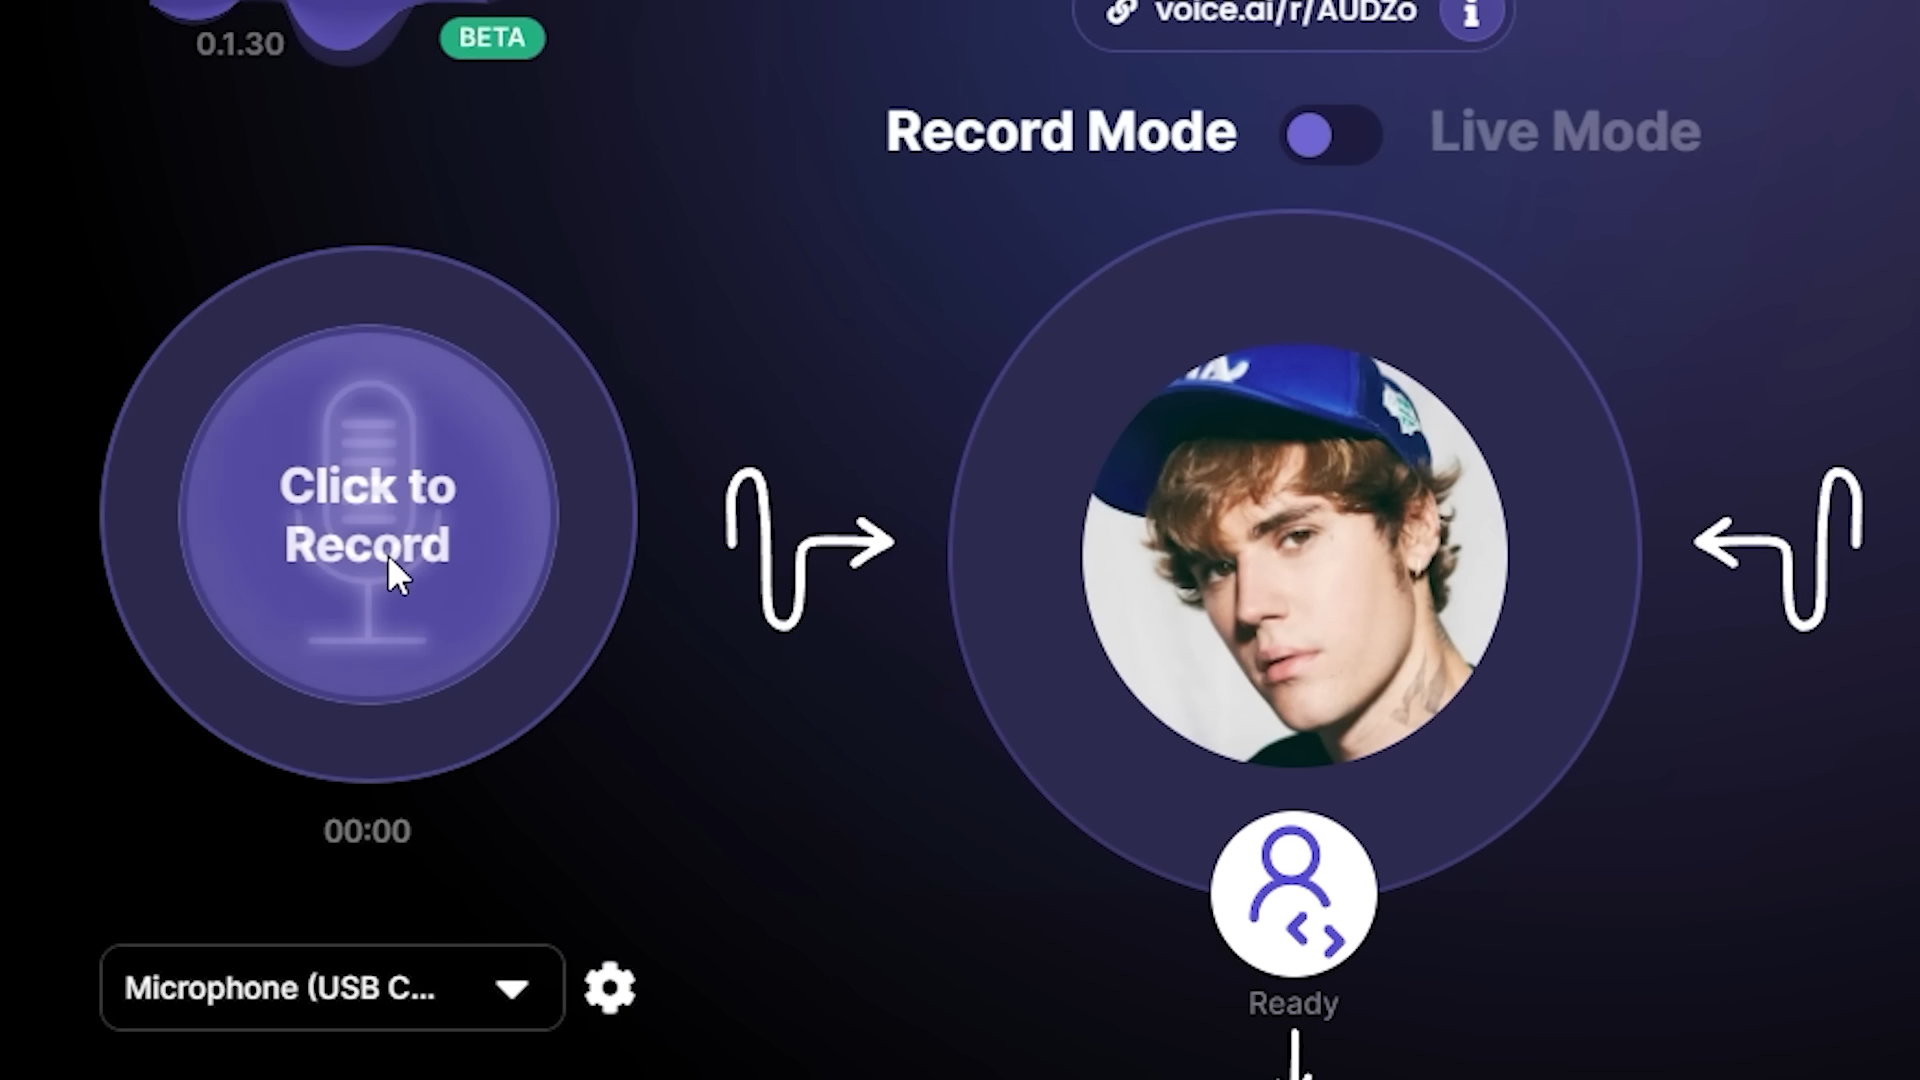 voice.ai/r/AUDZo
0.1.30
BETA
Record Mode
Live Mode
Click to
Record
00:00
Microphone (USB C...
Ready